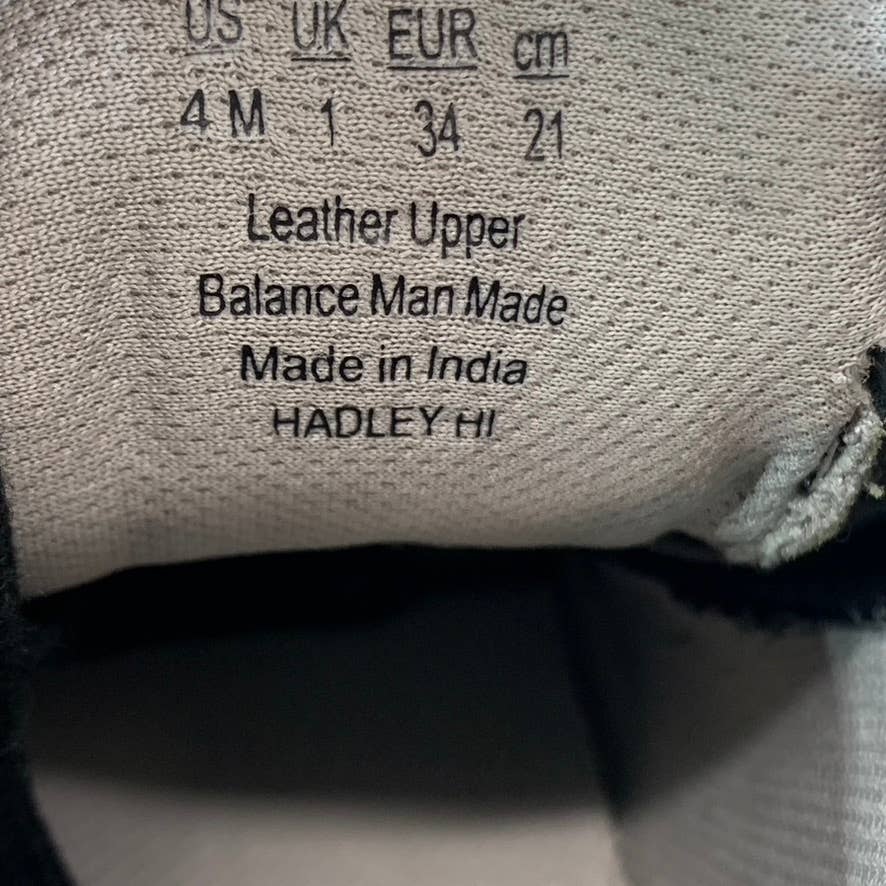 US UK EUR cm
4 M 1 34 21
Leather Upper
Balance Man Made
Made in India
HADLEY HI